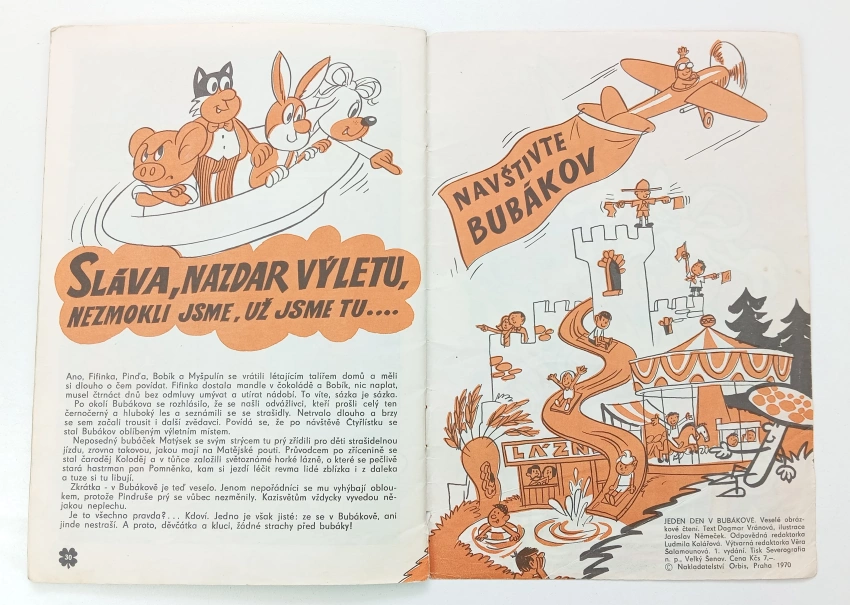 SLÁVA, NAZDAR VÝLETU,
NEZMOKLI JSME, UŽ JSME TU....
Ano, Fifinka, Pinďa, Bobík a Myšpulín se vrátili létajícím talířem domů a měli
si dlouho o čem povídat. Fifinka dostala mandle v čokoládě a Bobík, nic naplat,
musel čtrnáct dnů bez odmluvy umývat a utírat nádobí. To víte, sázka je sázka.
Po okolí Bubákova se rozhlásilo, že se našli odvážlivci, kteří prošli celý ten
černočerný a hluboký les a seznámili se se strašidly. Netrvalo dlouho a brzy
se sem začali trousit i další zvědavci. Povídá se, že po návštěvě Čtyřlístku se
stal Bubákov oblíbeným výletním místem.
Neposedný bubáček Matýsek se svým strýcem tu prý zřídili pro děti strašidelnou
jízdu, zrovna takovou, jakou mají na Matějské pouti. Průvodcem po zřícenině se
stal čaroděj Koloděj a v tůňce založili světoznámé horké lázně, o které se pečlivě
stará hastrman pan Pomněnka, kam si jezdí léčit revma lidé zblízka i z daleka
a tuze si tu libují.
Zkrátka - v Bubákově je teď veselo. Jenom nepořádníci se mu vyhýbají oblou-
kem, protože Pindruše prý se vůbec nezměnily. Kazisvětům vždycky vyvedou ně-
jakou neplechu.
Je to všechno pravda?... Kdoví. Jedna je však jisté: ze se v Bubákově, ani
jinde nestraší. A proto, děvčátka a kluci, žádné strachy před bubáky!
30
NAVŠTIVTE
BUBÁKOV
LÁZN
JEDEN DEN V BUBÁKOVĚ. Veselé obráz-
kové čtení. Text Dagmar Vránová, ilustrace
Jaroslav Němeček. Odpovědná redaktorka
Ludmila Kalářová. Výtvarná redaktorka Věra
Šalamounová. 1. vydání. Tisk Severografia
n. p., Velký Šenov. Cena Kčs 7,–.
© Nakladatelství Orbis, Praha 1970